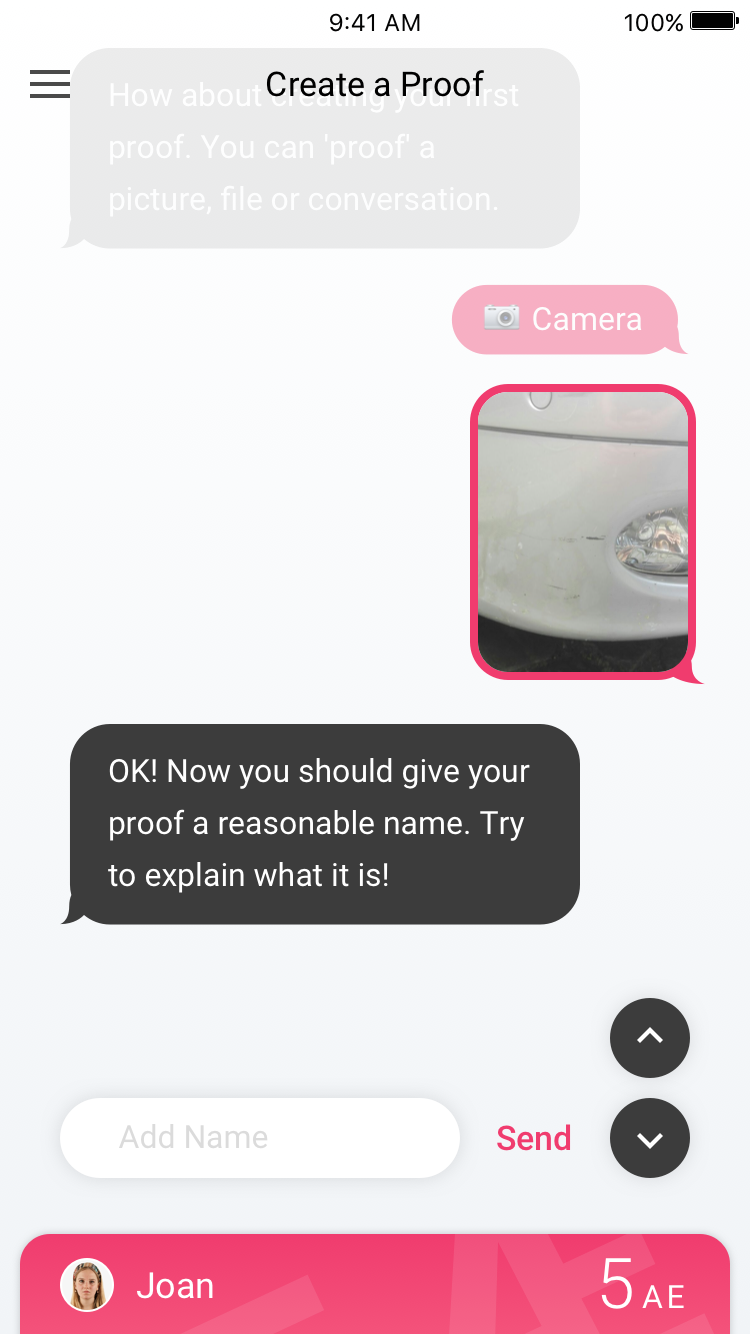 9:41 AM
100%
Create a Proof
How about creating your first
proof. You can 'proof' a
picture, file or conversation.
Camera
OK! Now you should give your
proof a reasonable name. Try
to explain what it is!
Add Name
Send
Joan
5 AE